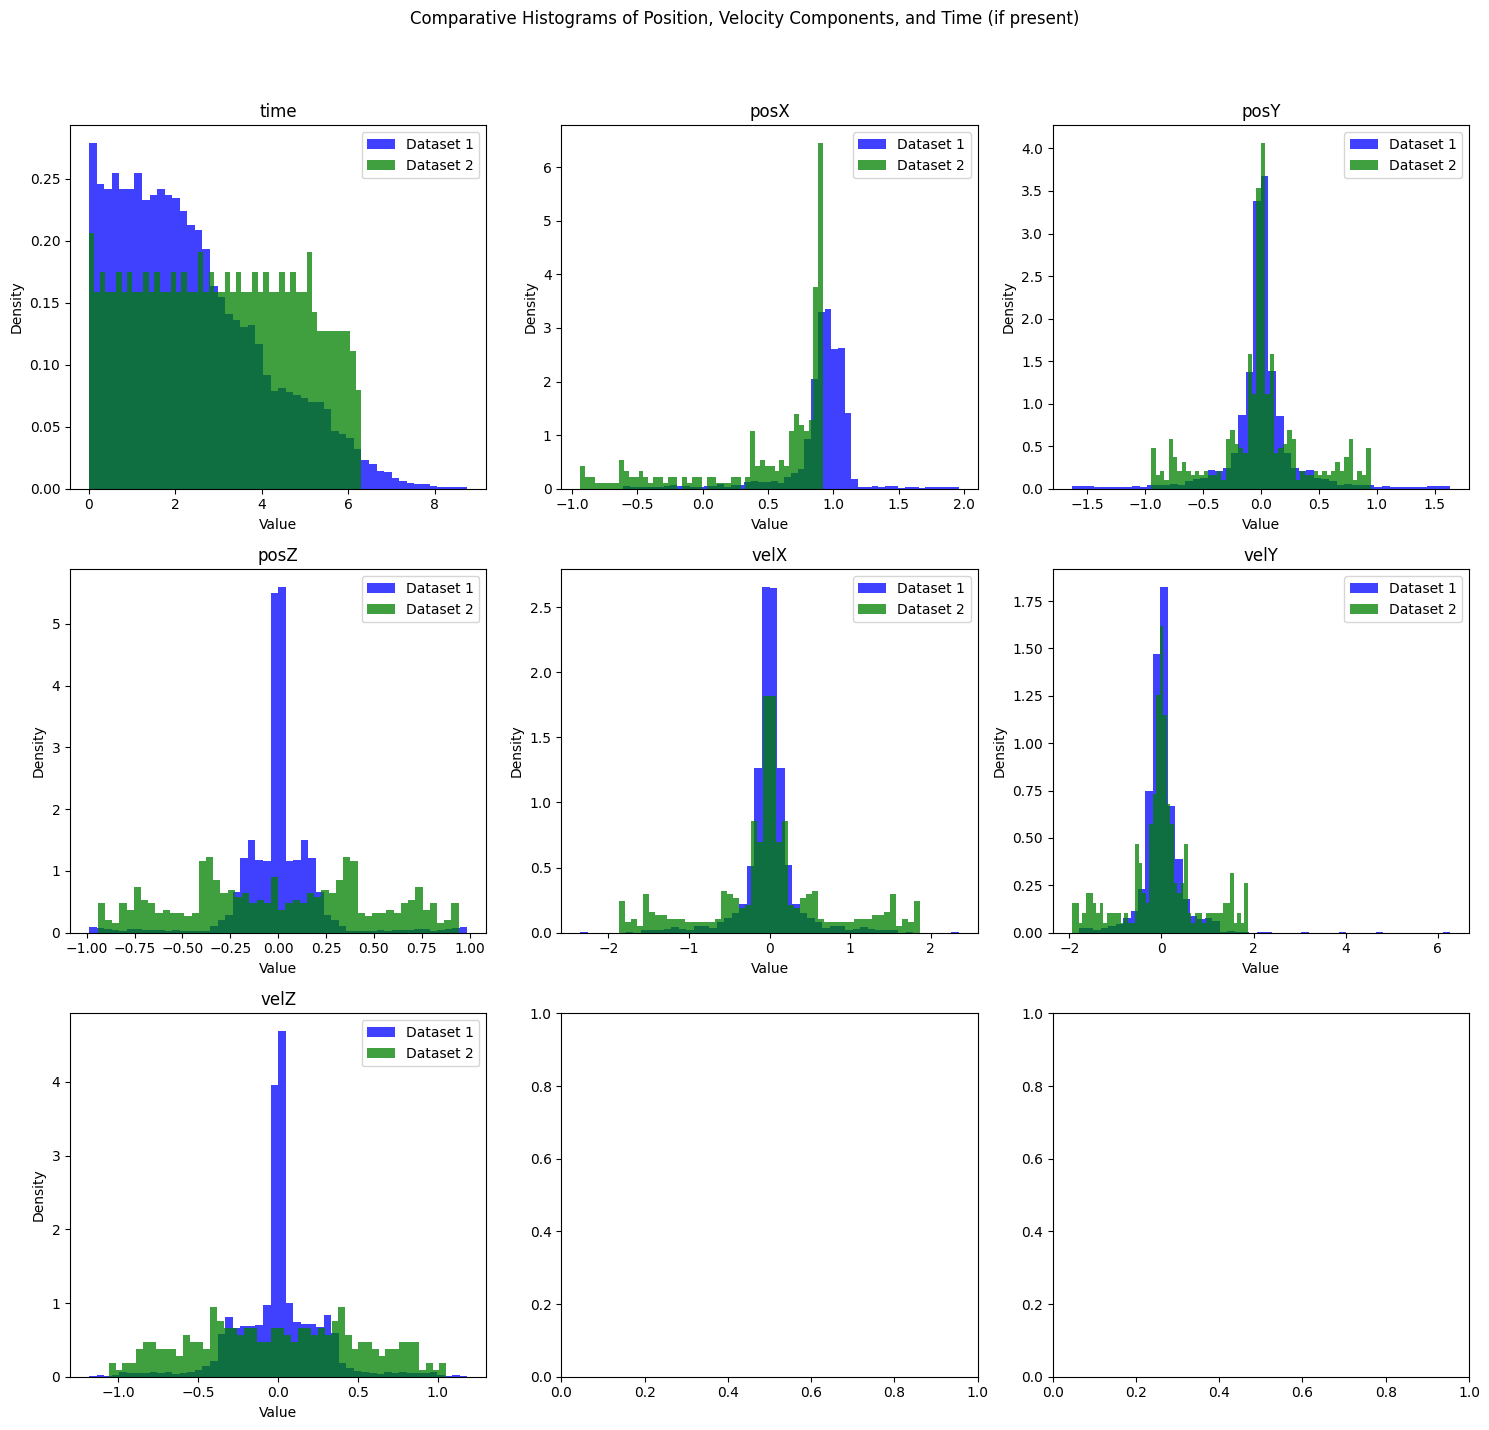 Comparative Histograms of Position, Velocity Components, and Time (if present)
time
Dataset 1
Dataset 2
Density
0.25
0.20
0.15
0.10
0.05
0.00
0 2 4 6 8
Value
posX
Dataset 1
Dataset 2
Density
6
5
4
3
2
1
0
−1.0 −0.5 0.0 0.5 1.0 1.5 2.0
Value
posY
Dataset 1
Dataset 2
Density
4.0
3.5
3.0
2.5
2.0
1.5
1.0
0.5
0.0
−1.5 −1.0 −0.5 0.0 0.5 1.0 1.5
Value
posZ
Dataset 1
Dataset 2
Density
5
4
3
2
1
0
−1.00 −0.75 −0.50 −0.25 0.00 0.25 0.50 0.75 1.00
Value
velX
Dataset 1
Dataset 2
Density
2.5
2.0
1.5
1.0
0.5
0.0
−2 −1 0 1 2
Value
velY
Dataset 1
Dataset 2
Density
1.75
1.50
1.25
1.00
0.75
0.50
0.25
0.00
−2 0 2 4 6
Value
velZ
Dataset 1
Dataset 2
Density
4
3
2
1
0
−1.0 −0.5 0.0 0.5 1.0
Value
1.0
0.8
0.6
0.4
0.2
0.0
0.0 0.2 0.4 0.6 0.8 1.0
1.0
0.8
0.6
0.4
0.2
0.0
0.0 0.2 0.4 0.6 0.8 1.0